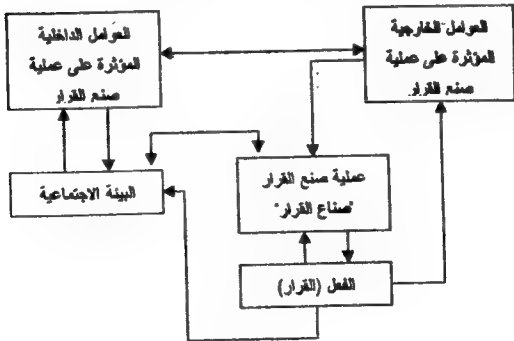 العوامل الخارجية
المؤثرة على عملية
صنع القرار
العوامل الداخلية
المؤثرة على عملية
صنع القرار
عملية صنع القرار
"صناع القرار"
البيئة الاجتماعية
الفعل (القرار)